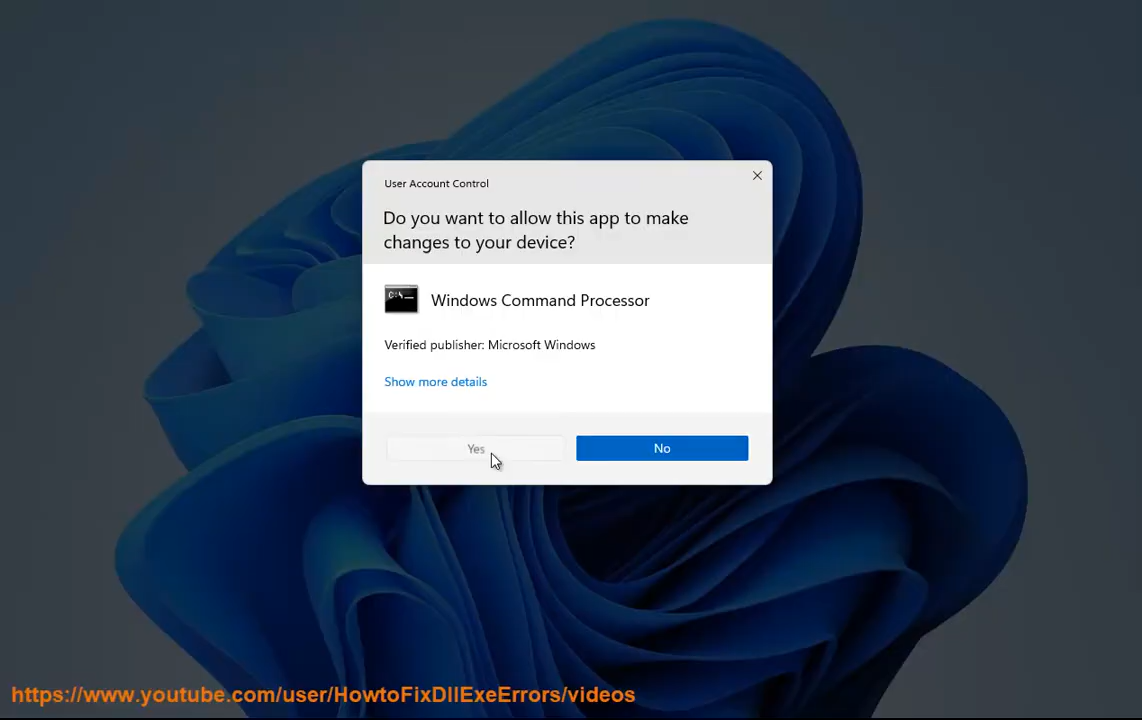 User Account Control
Do you want to allow this app to make
changes to your device?
C:\_
Windows Command Processor
Verified publisher: Microsoft Windows
Show more details
Yes
No
https://www.youtube.com/user/HowtoFixDllExeErrors/videos